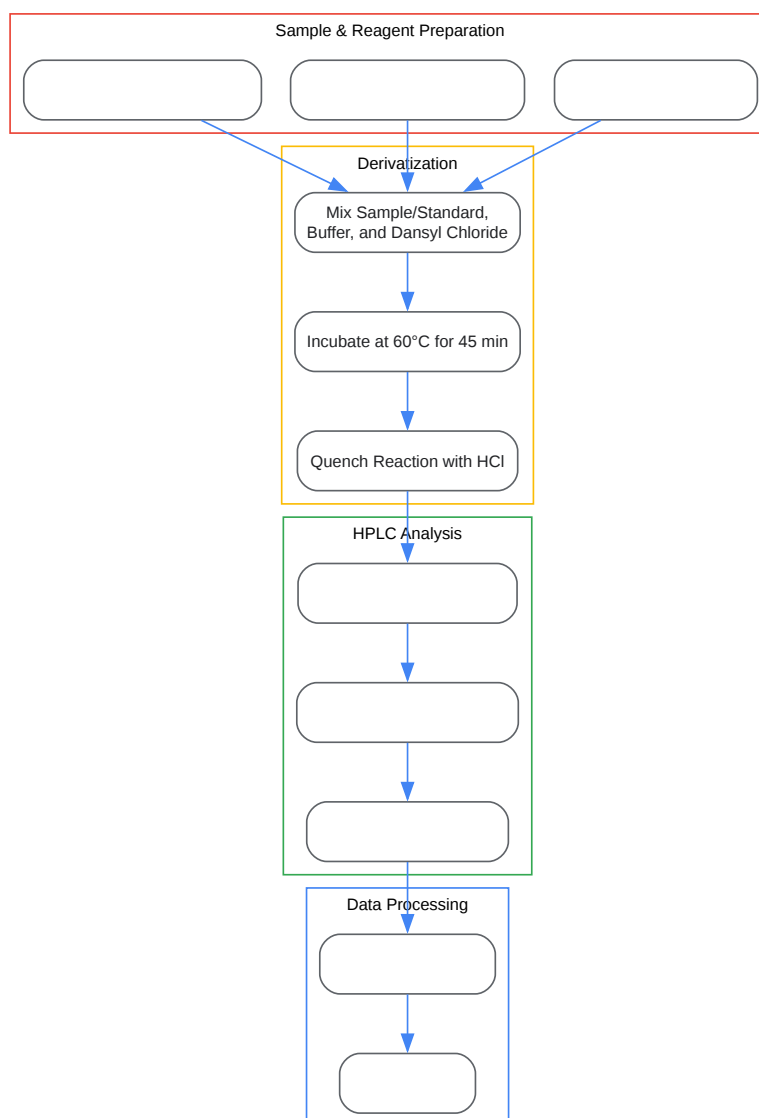 Sample & Reagent Preparation
Derivatization
Mix Sample/Standard,
Buffer, and Dansyl Chloride
Incubate at 60°C for 45 min
Quench Reaction with HCl
HPLC Analysis
Data Processing